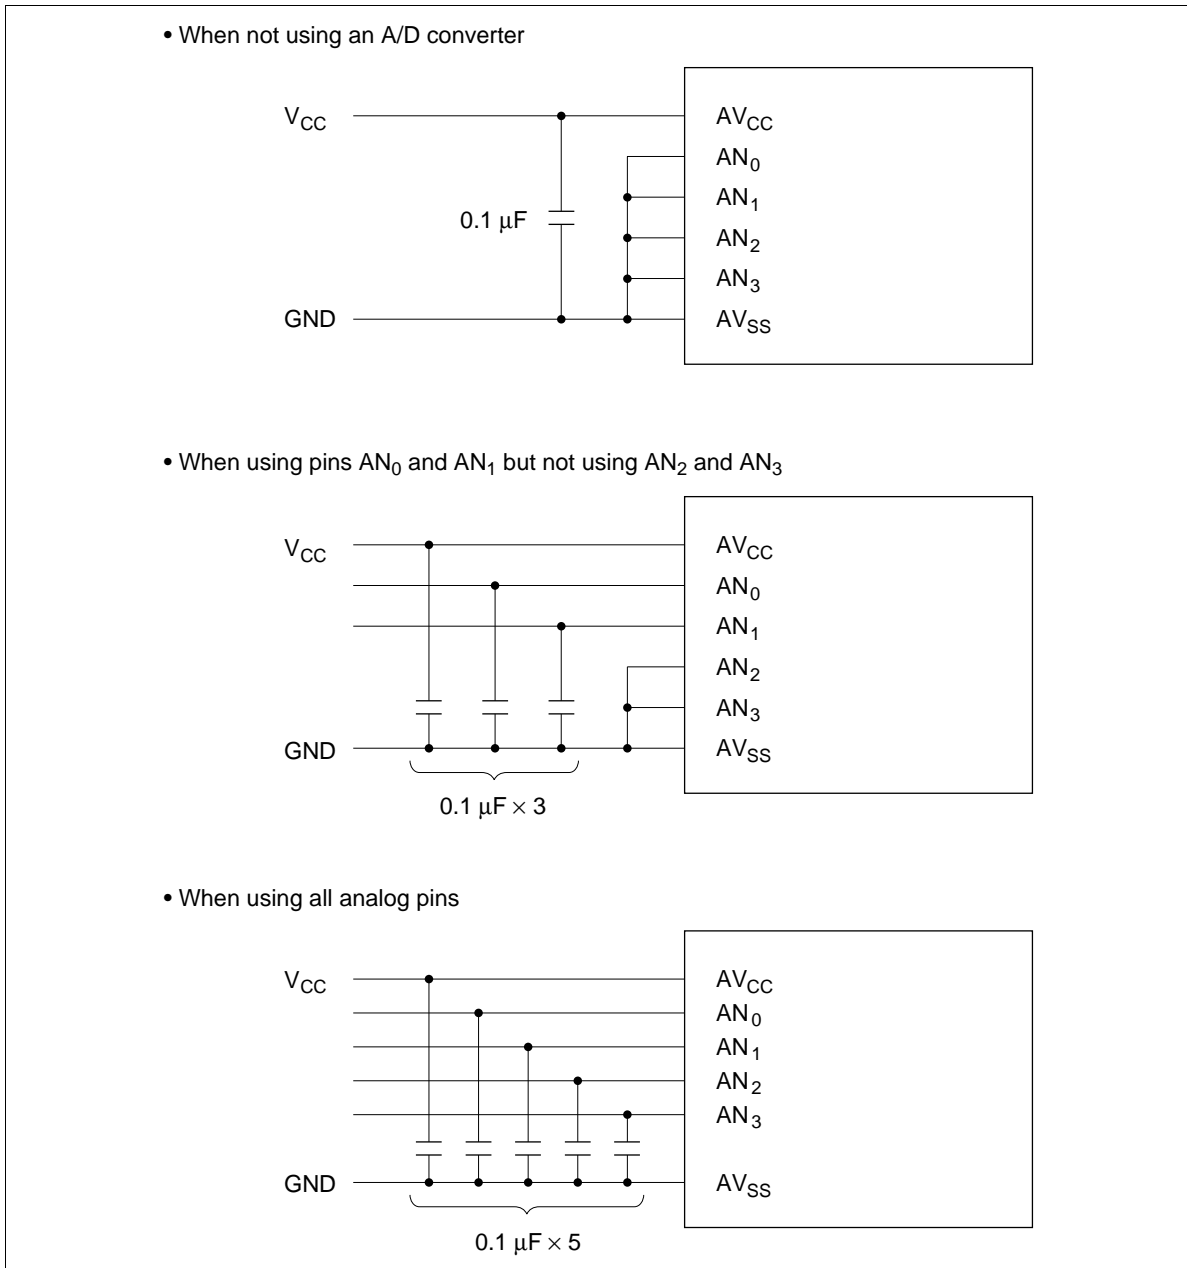 • When not using an A/D converter
VCC
AVCC
AN0
AN1
0.1 μF
AN2
AN3
GND
AVSS
• When using pins AN0 and AN1 but not using AN2 and AN3
VCC
AVCC
AN0
AN1
AN2
AN3
GND
AVSS
0.1 μF × 3
• When using all analog pins
VCC
AVCC
AN0
AN1
AN2
AN3
GND
AVSS
0.1 μF × 5